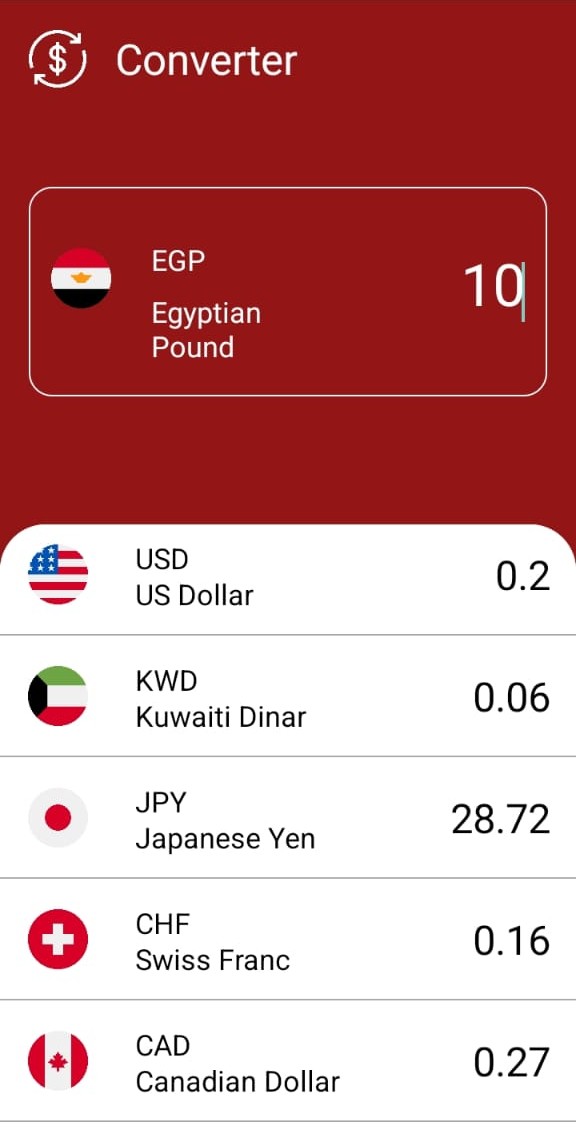 $ Converter
EGP
10
Egyptian
Pound
USD
US Dollar
0.2
KWD
Kuwaiti Dinar
0.06
JPY
Japanese Yen
28.72
CHF
Swiss Franc
0.16
CAD
Canadian Dollar
0.27